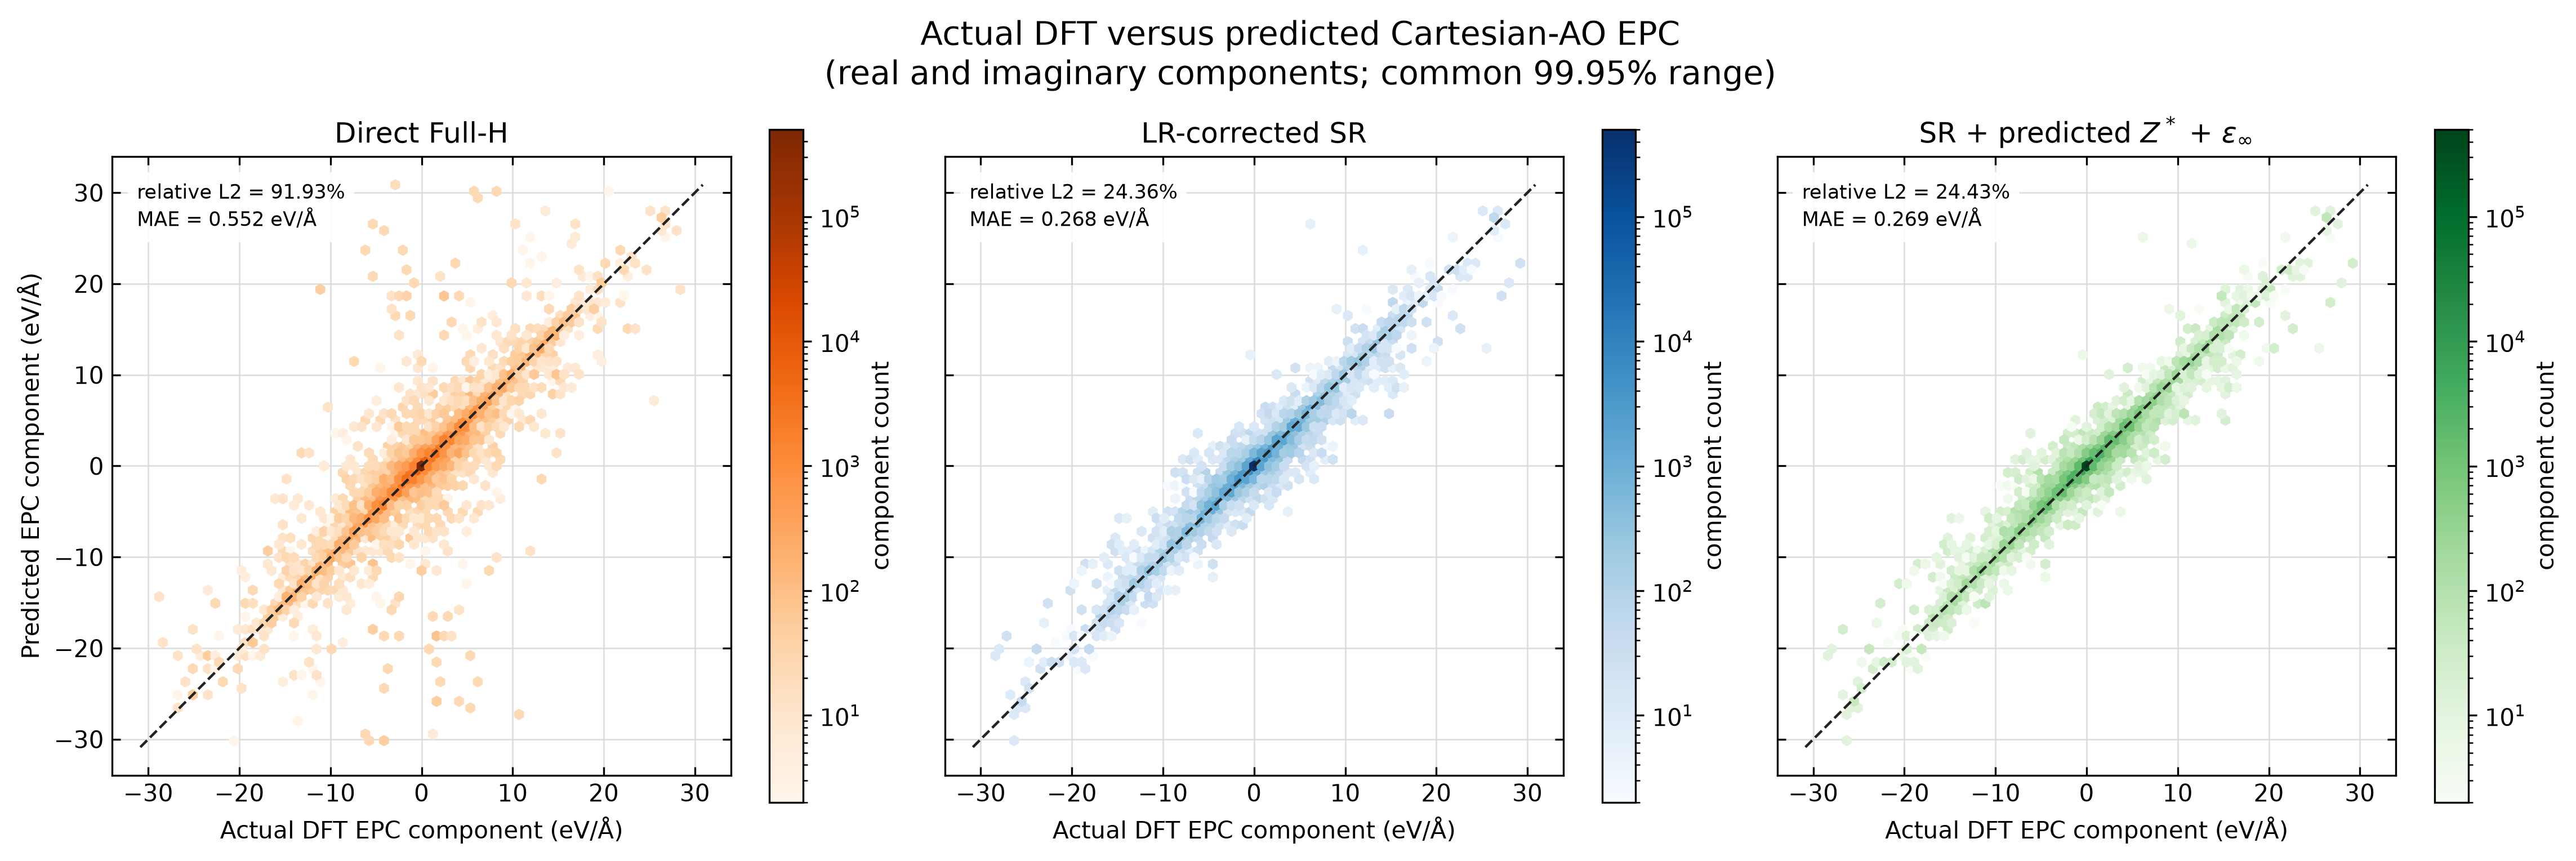 Actual DFT versus predicted Cartesian-AO EPC
(real and imaginary components; common 99.95% range)
Direct Full-H
relative L2 = 91.93%
MAE = 0.552 eV/Å
Predicted EPC component (eV/Å)
30
20
10
0
−10
−20
−30
−30 −20 −10 0 10 20 30
Actual DFT EPC component (eV/Å)
10⁵
10⁴
10³
10²
10¹
component count
LR-corrected SR
relative L2 = 24.36%
MAE = 0.268 eV/Å
−30 −20 −10 0 10 20 30
Actual DFT EPC component (eV/Å)
10⁵
10⁴
10³
10²
10¹
component count
SR + predicted Z* + ε∞
relative L2 = 24.43%
MAE = 0.269 eV/Å
−30 −20 −10 0 10 20 30
Actual DFT EPC component (eV/Å)
10⁵
10⁴
10³
10²
10¹
component count